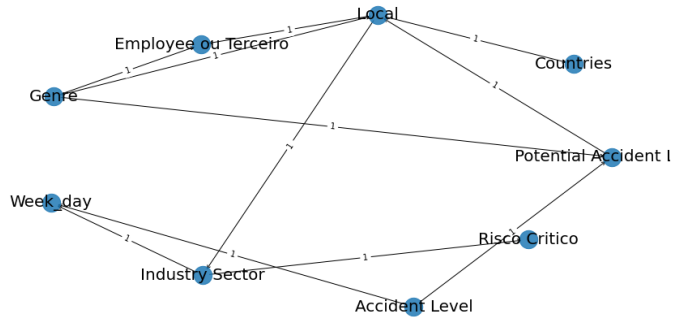 Local
1
Employee ou Terceiro
1
1
Countries
1
1
Genre
1
1
1
Potential Accident L
Week_day
1
Risco Critico
1
1
1
Industry Sector
Accident Level